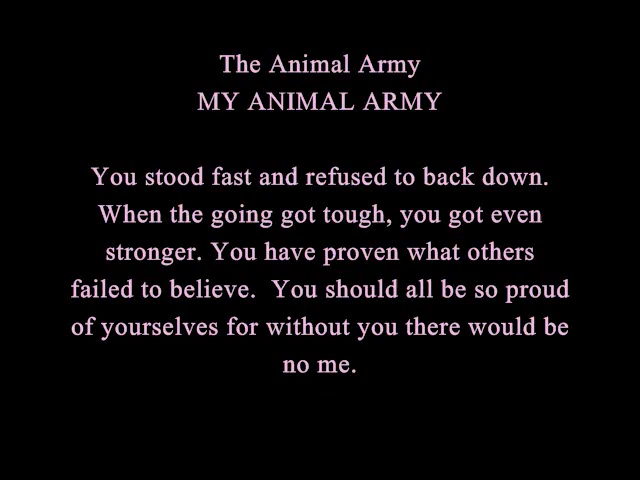 The Animal Army
MY ANIMAL ARMY
You stood fast and refused to back down.
When the going got tough, you got even
stronger. You have proven what others
failed to believe.  You should all be so proud
of yourselves for without you there would be
no me.